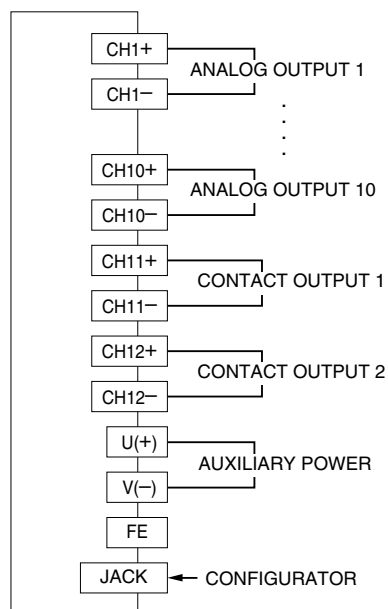 CH1+
ANALOG OUTPUT 1
CH1−
CH10+
ANALOG OUTPUT 10
CH10−
CH11+
CONTACT OUTPUT 1
CH11−
CH12+
CONTACT OUTPUT 2
CH12−
U(+)
AUXILIARY POWER
V(−)
FE
JACK
CONFIGURATOR